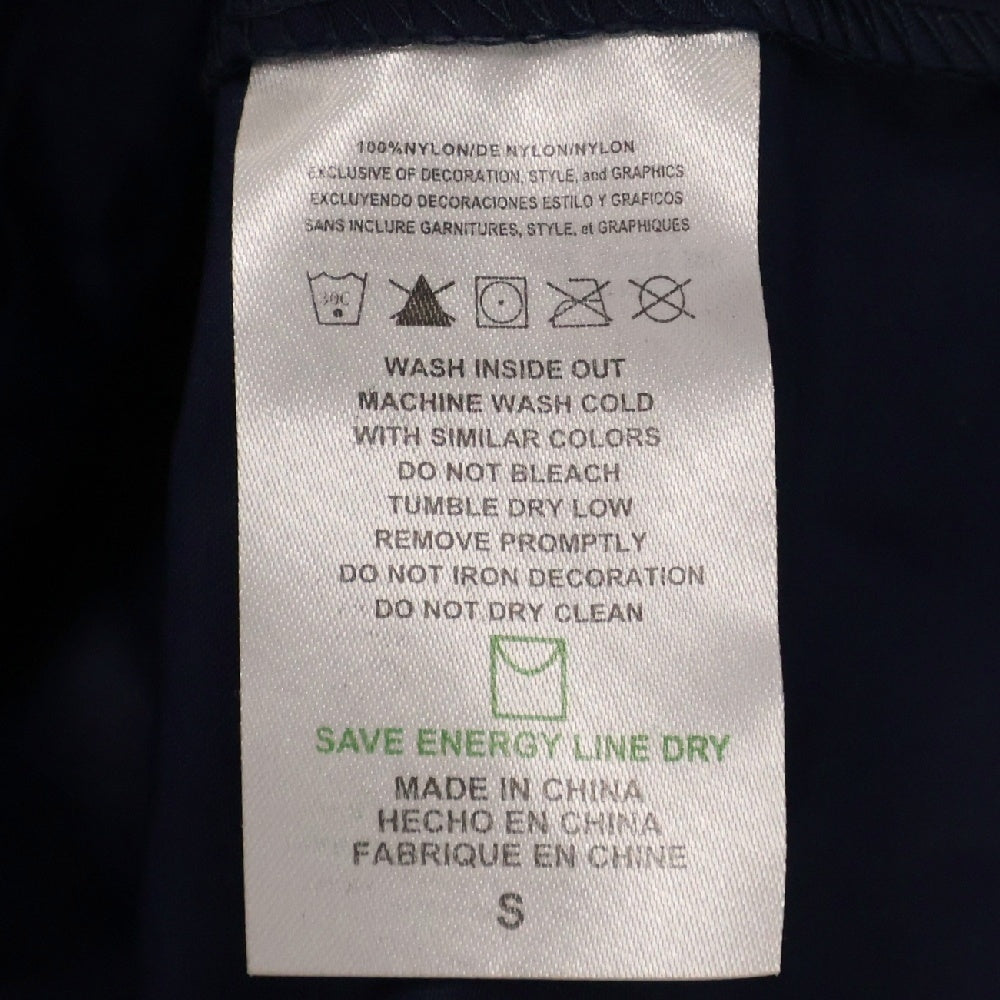 100%NYLON/DE NYLON/NYLON
EXCLUSIVE OF DECORATION, STYLE, and GRAPHICS
EXCLUYENDO DECORACIONES ESTILO Y GRAFICOS
SANS INCLURE GARNITURES, STYLE, et GRAPHIQUES
30C
WASH INSIDE OUT
MACHINE WASH COLD
WITH SIMILAR COLORS
DO NOT BLEACH
TUMBLE DRY LOW
REMOVE PROMPTLY
DO NOT IRON DECORATION
DO NOT DRY CLEAN
SAVE ENERGY LINE DRY
MADE IN CHINA
HECHO EN CHINA
FABRIQUE EN CHINE
S